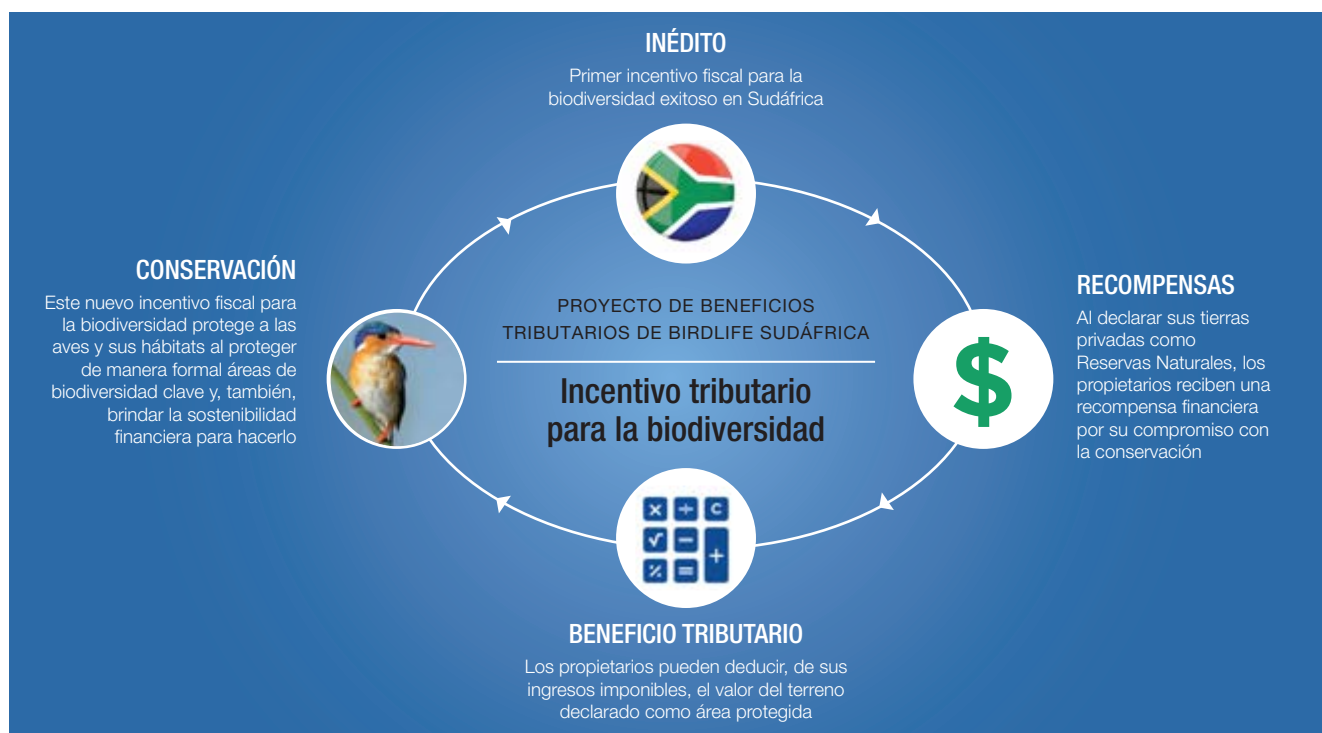 INÉDITO
Primer incentivo fiscal para la
biodiversidad exitoso en Sudáfrica
CONSERVACIÓN
Este nuevo incentivo fiscal para
la biodiversidad protege a las
aves y sus hábitats al proteger
de manera formal áreas de
biodiversidad clave y, también,
brindar la sostenibilidad
financiera para hacerlo
PROYECTO DE BENEFICIOS
TRIBUTARIOS DE BIRDLIFE SUDÁFRICA
Incentivo tributario
para la biodiversidad
RECOMPENSAS
Al declarar sus tierras
privadas como
Reservas Naturales, los
propietarios reciben una
recompensa financiera
por su compromiso con
la conservación
$
× ÷ C
√ −
+
% =
BENEFICIO TRIBUTARIO
Los propietarios pueden deducir, de sus
ingresos imponibles, el valor del terreno
declarado como área protegida